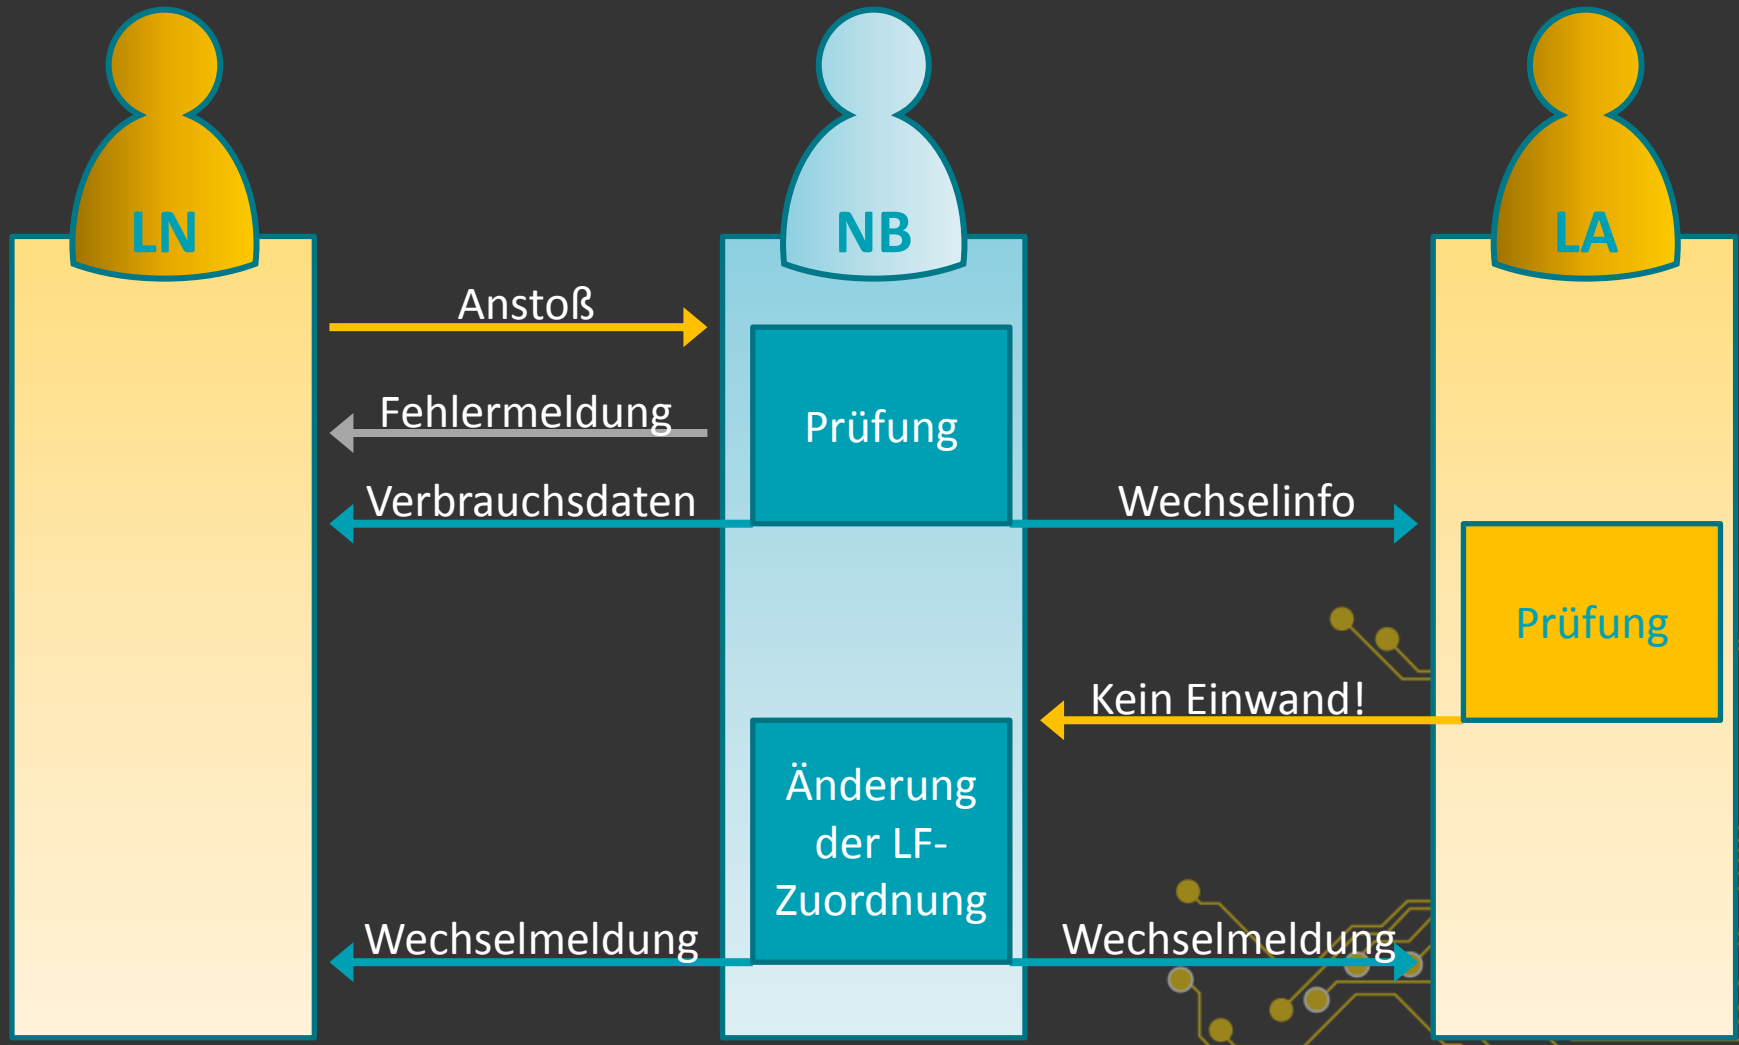 LN
NB
LA
Anstoß
Fehlermeldung
Prüfung
Verbrauchsdaten
Wechselinfo
Prüfung
Kein Einwand!
Änderung
der LF-
Zuordnung
Wechselmeldung
Wechselmeldung